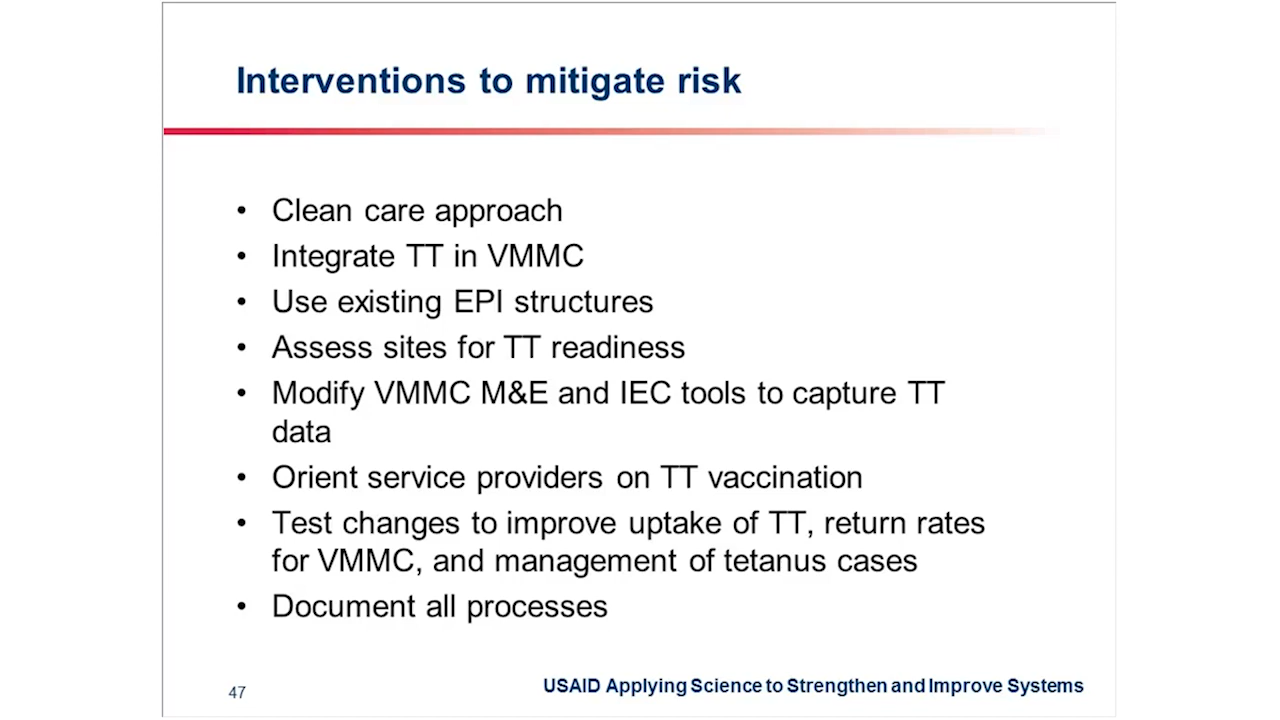 Interventions to mitigate risk
• Clean care approach
• Integrate TT in VMMC
• Use existing EPI structures
• Assess sites for TT readiness
• Modify VMMC M&E and IEC tools to capture TT
data
• Orient service providers on TT vaccination
• Test changes to improve uptake of TT, return rates
for VMMC, and management of tetanus cases
• Document all processes
47
USAID Applying Science to Strengthen and Improve Systems